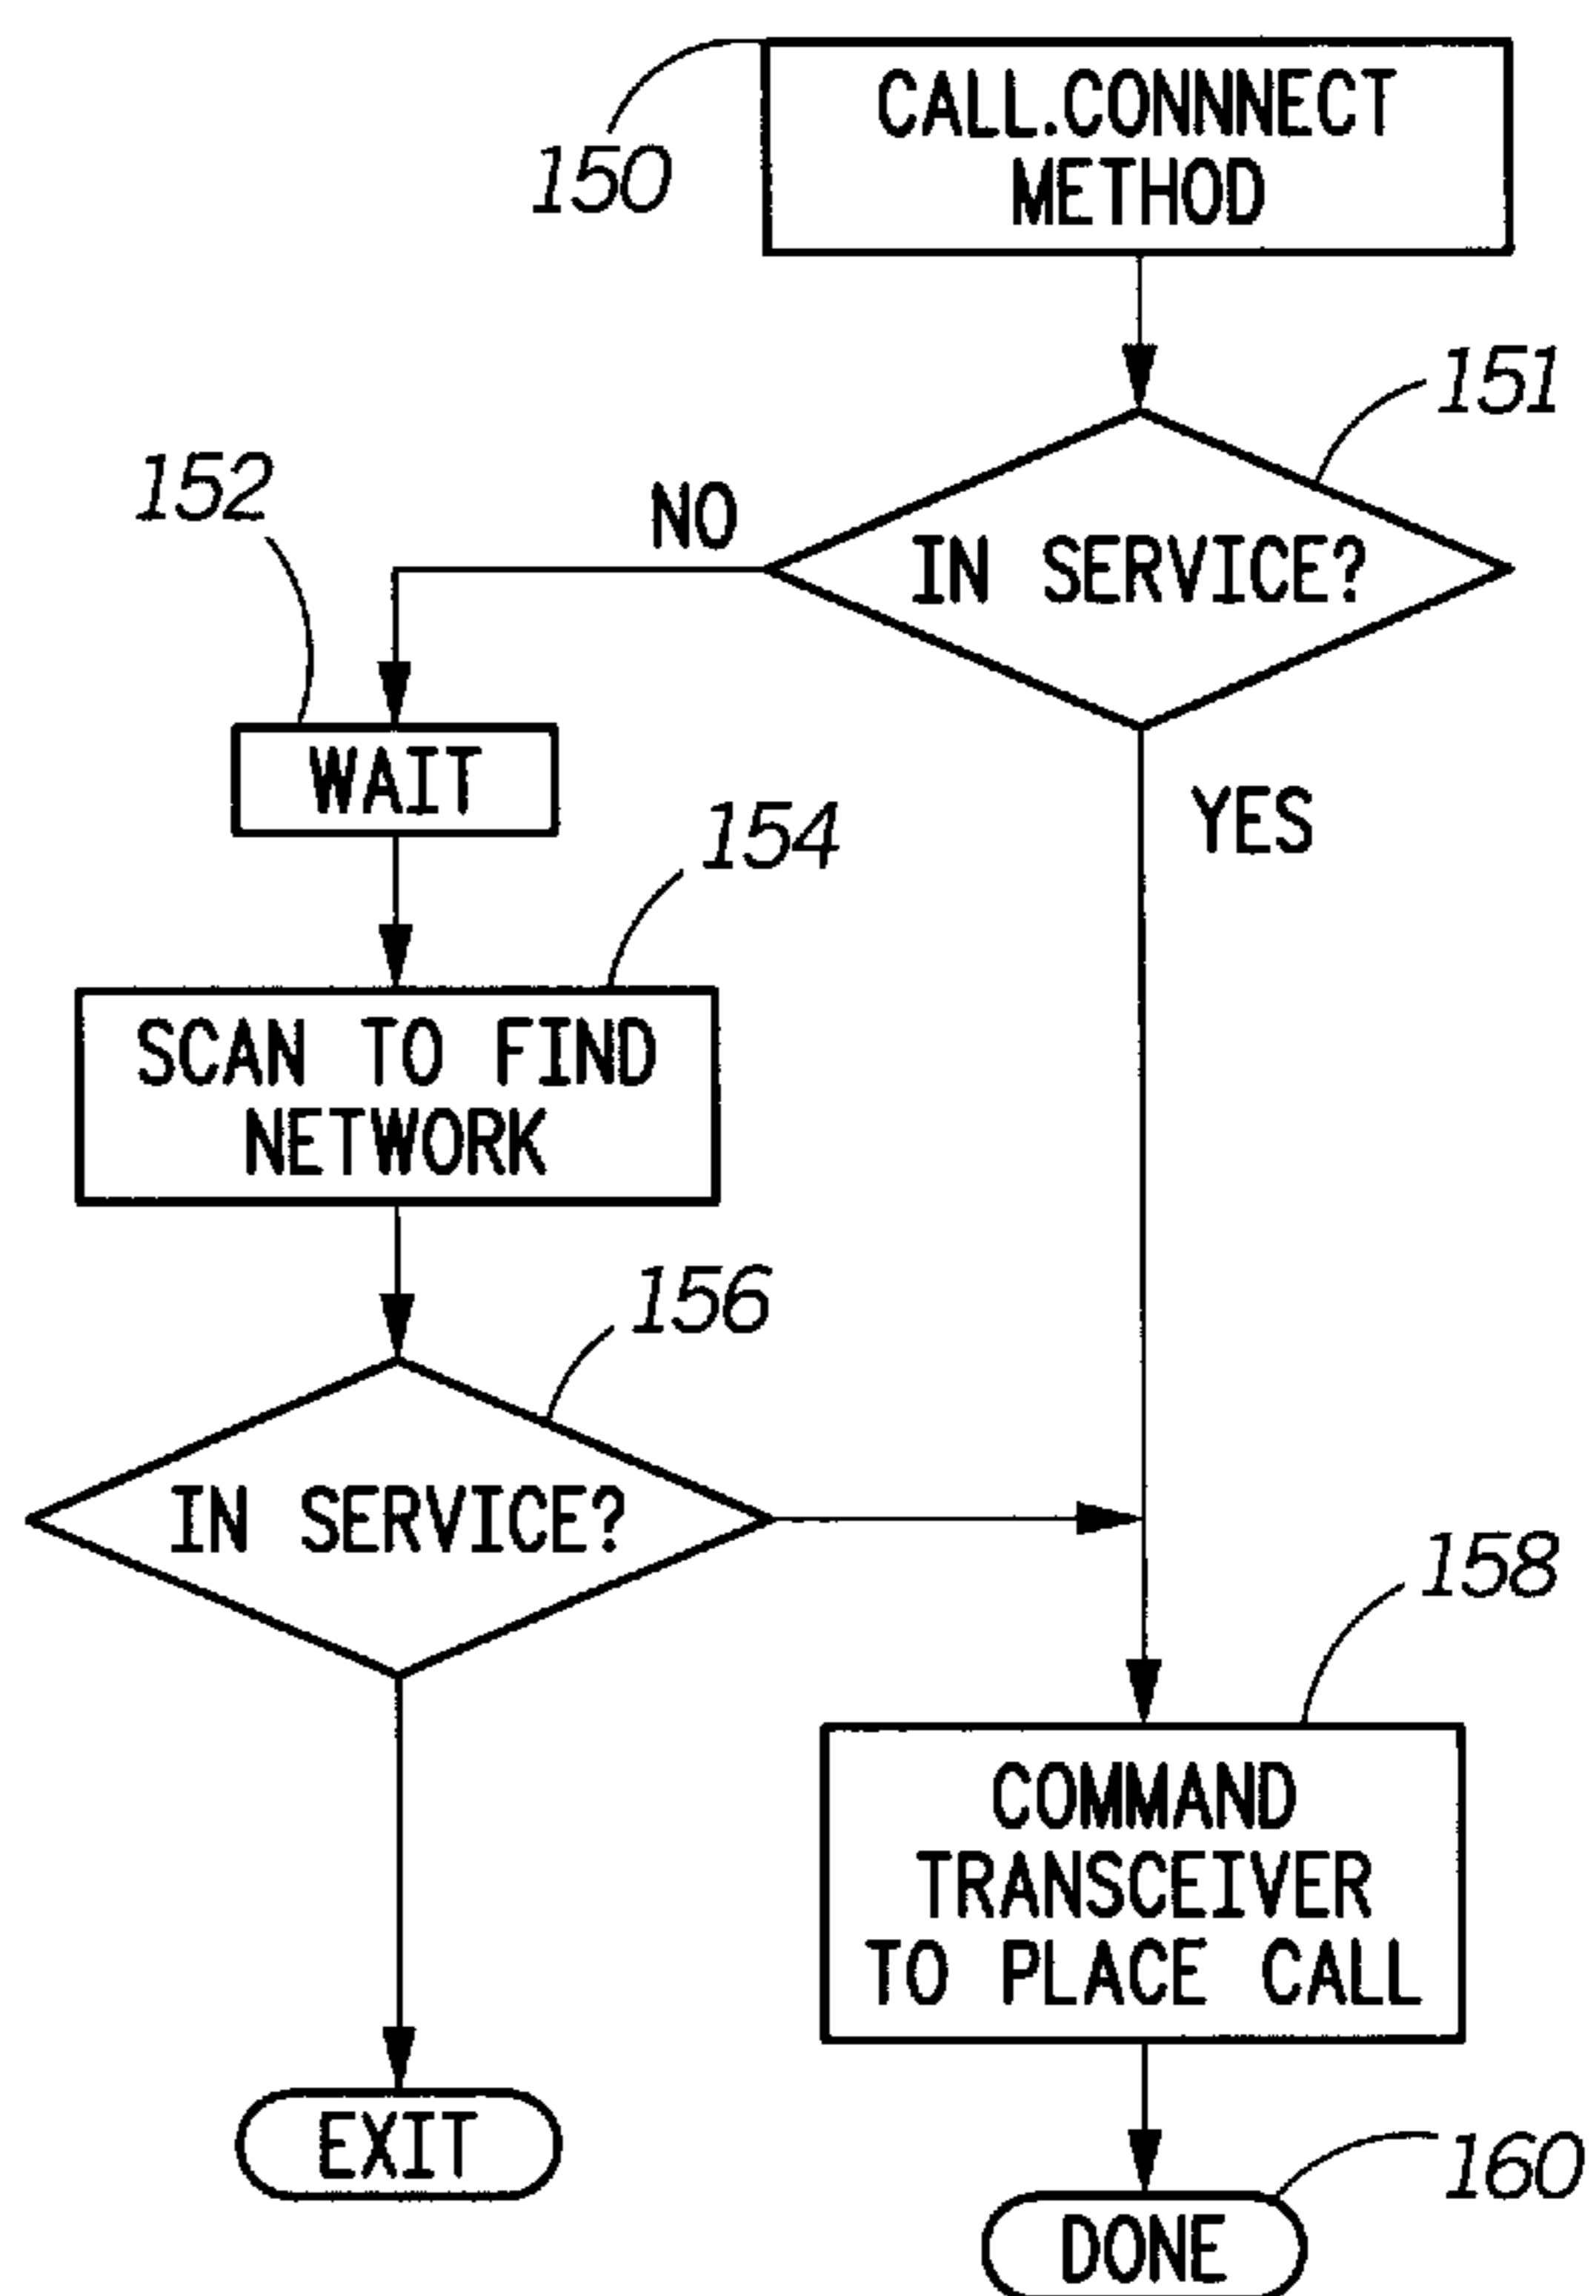 150
CALL.CONNNECT
METHOD
151
IN SERVICE?
NO
152
WAIT
YES
154
SCAN TO FIND
NETWORK
156
IN SERVICE?
158
COMMAND
TRANSCEIVER
TO PLACE CALL
EXIT
160
DONE